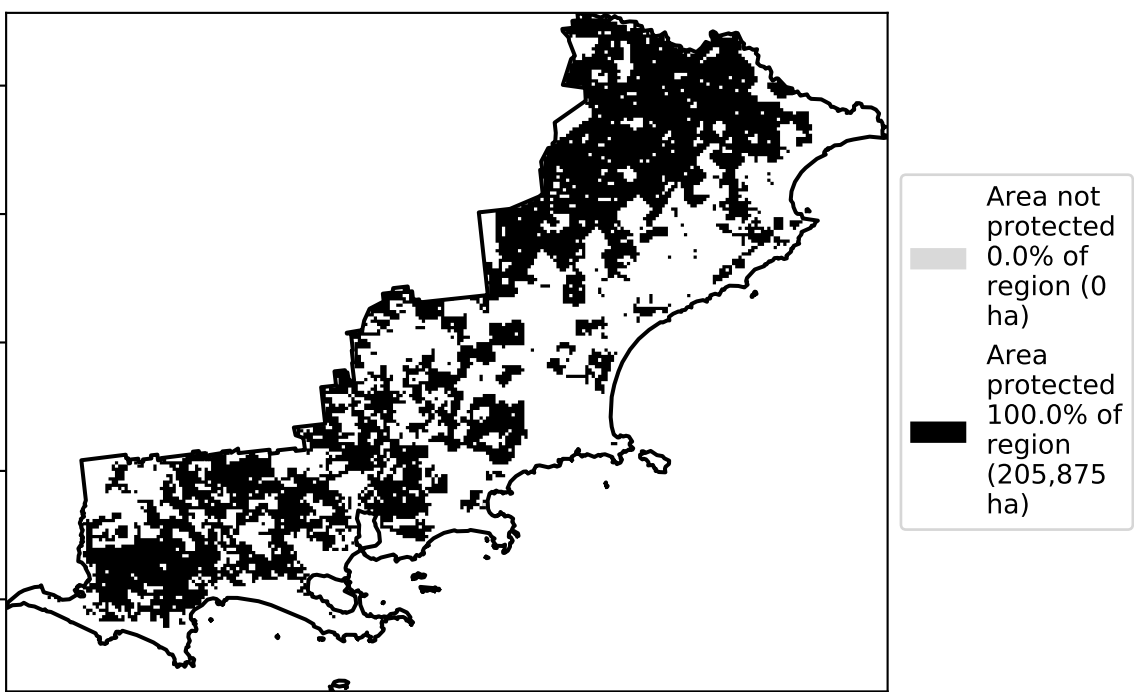 Area not
protected
0.0% of
region (0
ha)
Area
protected
100.0% of
region
(205,875
ha)